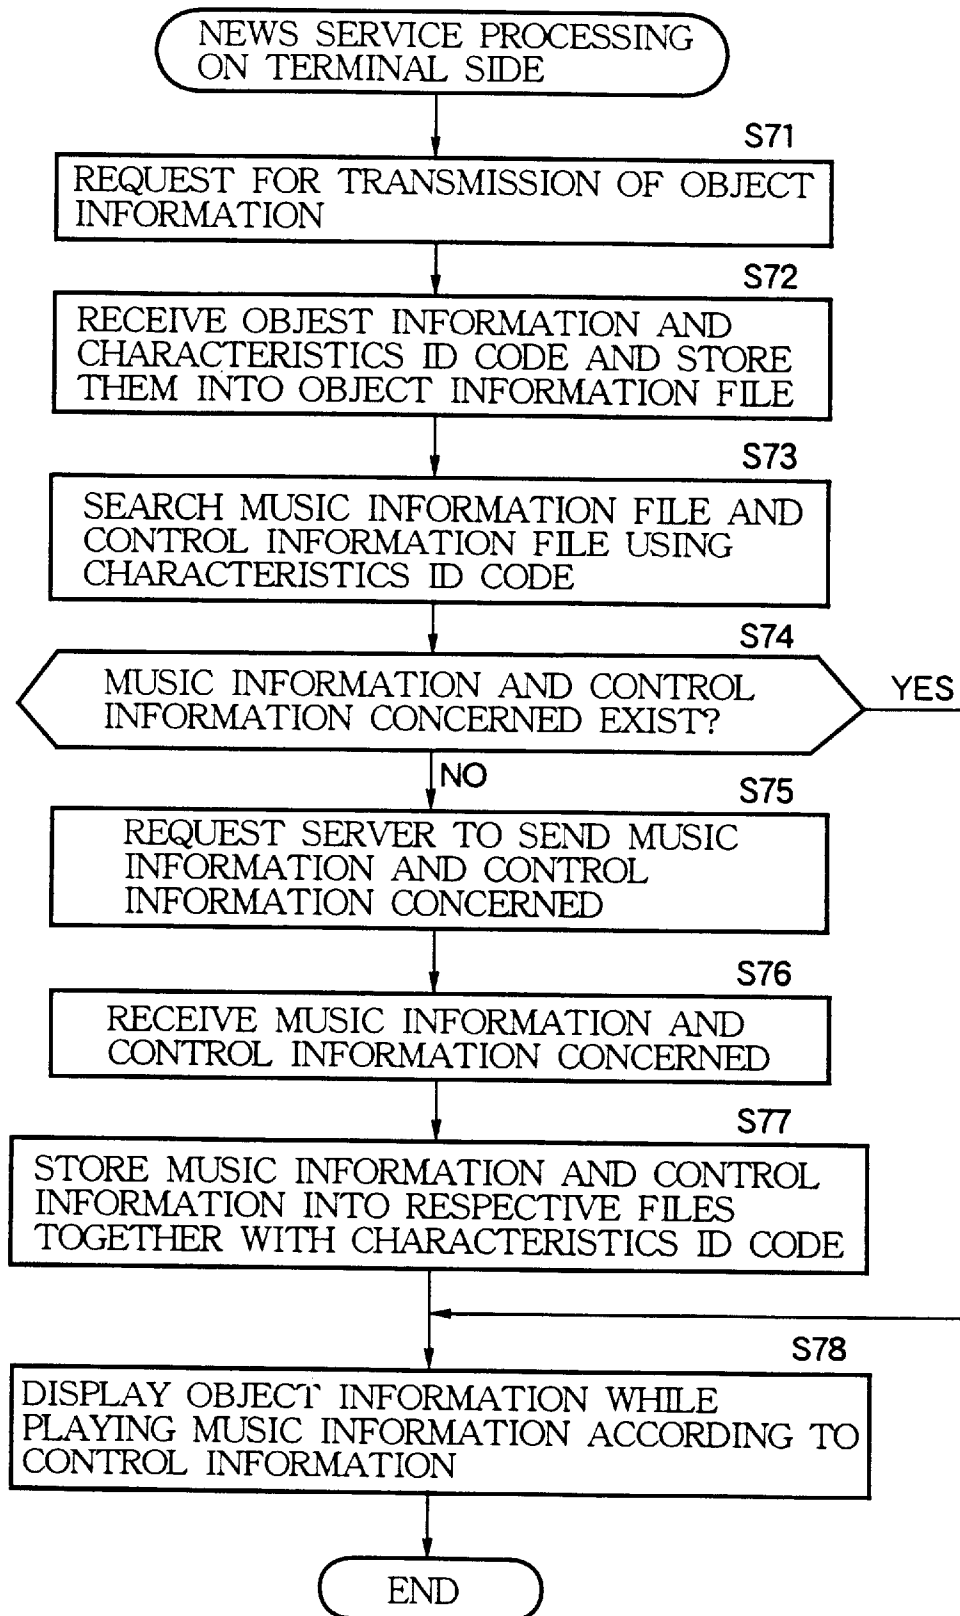 NEWS SERVICE PROCESSING
ON TERMINAL SIDE
S71
REQUEST FOR TRANSMISSION OF OBJECT
INFORMATION
S72
RECEIVE OBJEST INFORMATION AND
CHARACTERISTICS ID CODE AND STORE
THEM INTO OBJECT INFORMATION FILE
S73
SEARCH MUSIC INFORMATION FILE AND
CONTROL INFORMATION FILE USING
CHARACTERISTICS ID CODE
S74
MUSIC INFORMATION AND CONTROL
INFORMATION CONCERNED EXIST?
YES
NO
S75
REQUEST SERVER TO SEND MUSIC
INFORMATION AND CONTROL
INFORMATION CONCERNED
S76
RECEIVE MUSIC INFORMATION AND
CONTROL INFORMATION CONCERNED
S77
STORE MUSIC INFORMATION AND CONTROL
INFORMATION INTO RESPECTIVE FILES
TOGETHER WITH CHARACTERISTICS ID CODE
S78
DISPLAY OBJECT INFORMATION WHILE
PLAYING MUSIC INFORMATION ACCORDING TO
CONTROL INFORMATION
END